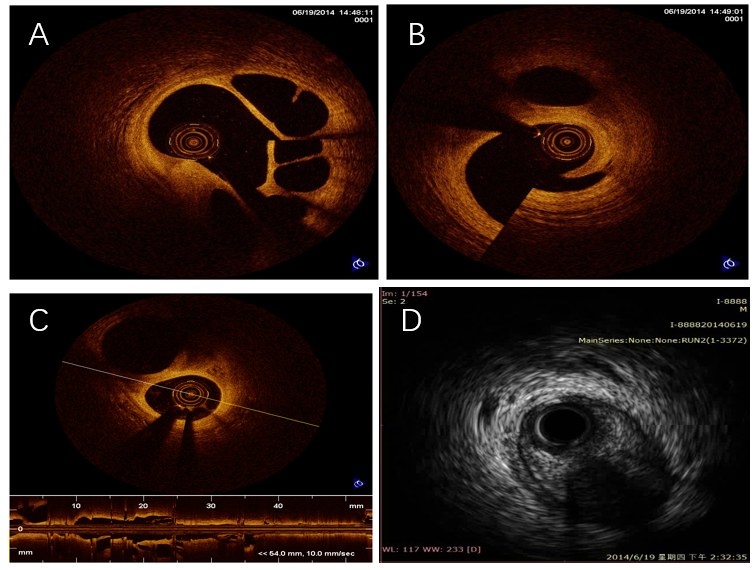 A
06/19/2014 14:48:11
0001
B
06/19/2014 14:49:01
0001
C
10
20
30
mm
0
mm
<< 54.0 mm, 10.0 mm/sec
D
Im: 1/154
Se: 2
I-8888
M
I-888820140619
MainSeries:None:None:RUN2(1-3372)
WL: 117 WW: 233 [D]
2014/6/19 星期四 下午 2:32:35